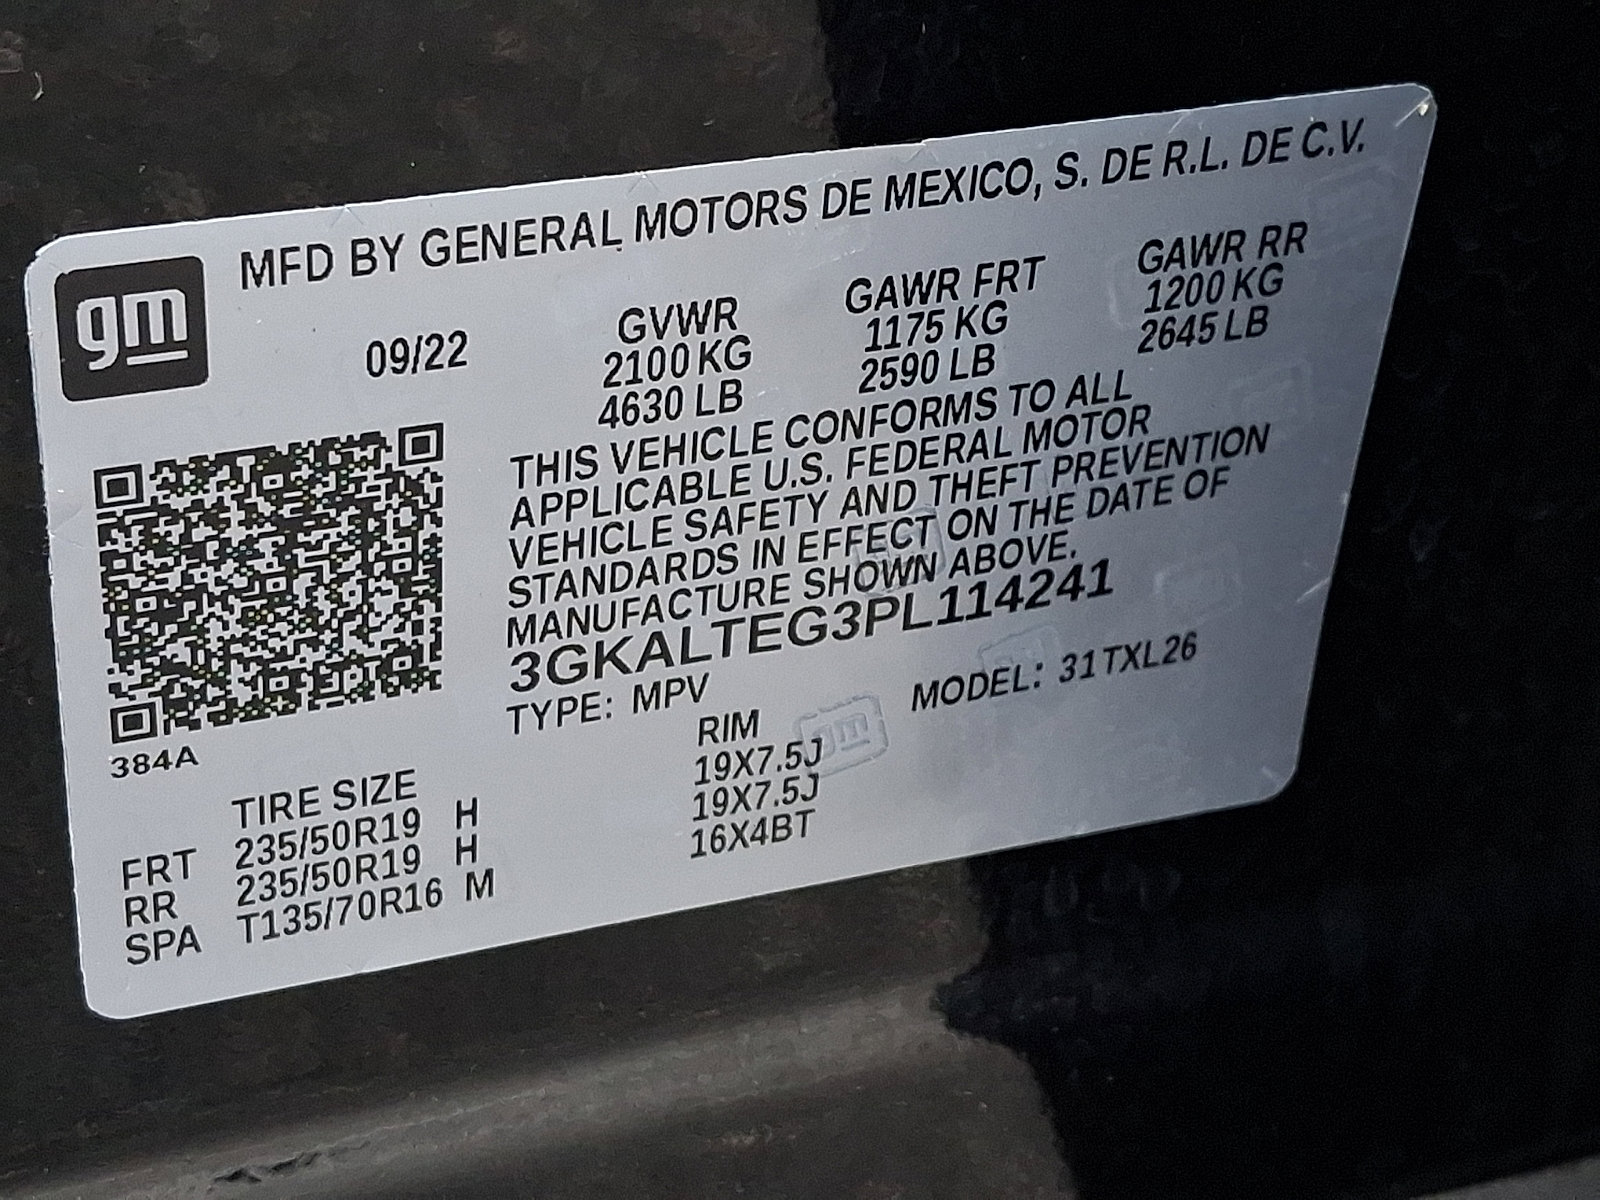 MFD BY GENERAL MOTORS DE MEXICO, S. DE R.L. DE C.V.
gm
09/22
GVWR
2100 KG
4630 LB
GAWR FRT
1175 KG
2590 LB
GAWR RR
1200 KG
2645 LB
THIS VEHICLE CONFORMS TO ALL
APPLICABLE U.S. FEDERAL MOTOR
VEHICLE SAFETY AND THEFT PREVENTION
STANDARDS IN EFFECT ON THE DATE OF
MANUFACTURE SHOWN ABOVE.
3GKALTEG3PL114241
TYPE: MPV
MODEL: 31TXL26
384A
TIRE SIZE
RIM
FRT 235/50R19 H 19X7.5J
RR 235/50R19 H 19X7.5J
SPA T135/70R16 M 16X4BT
gm